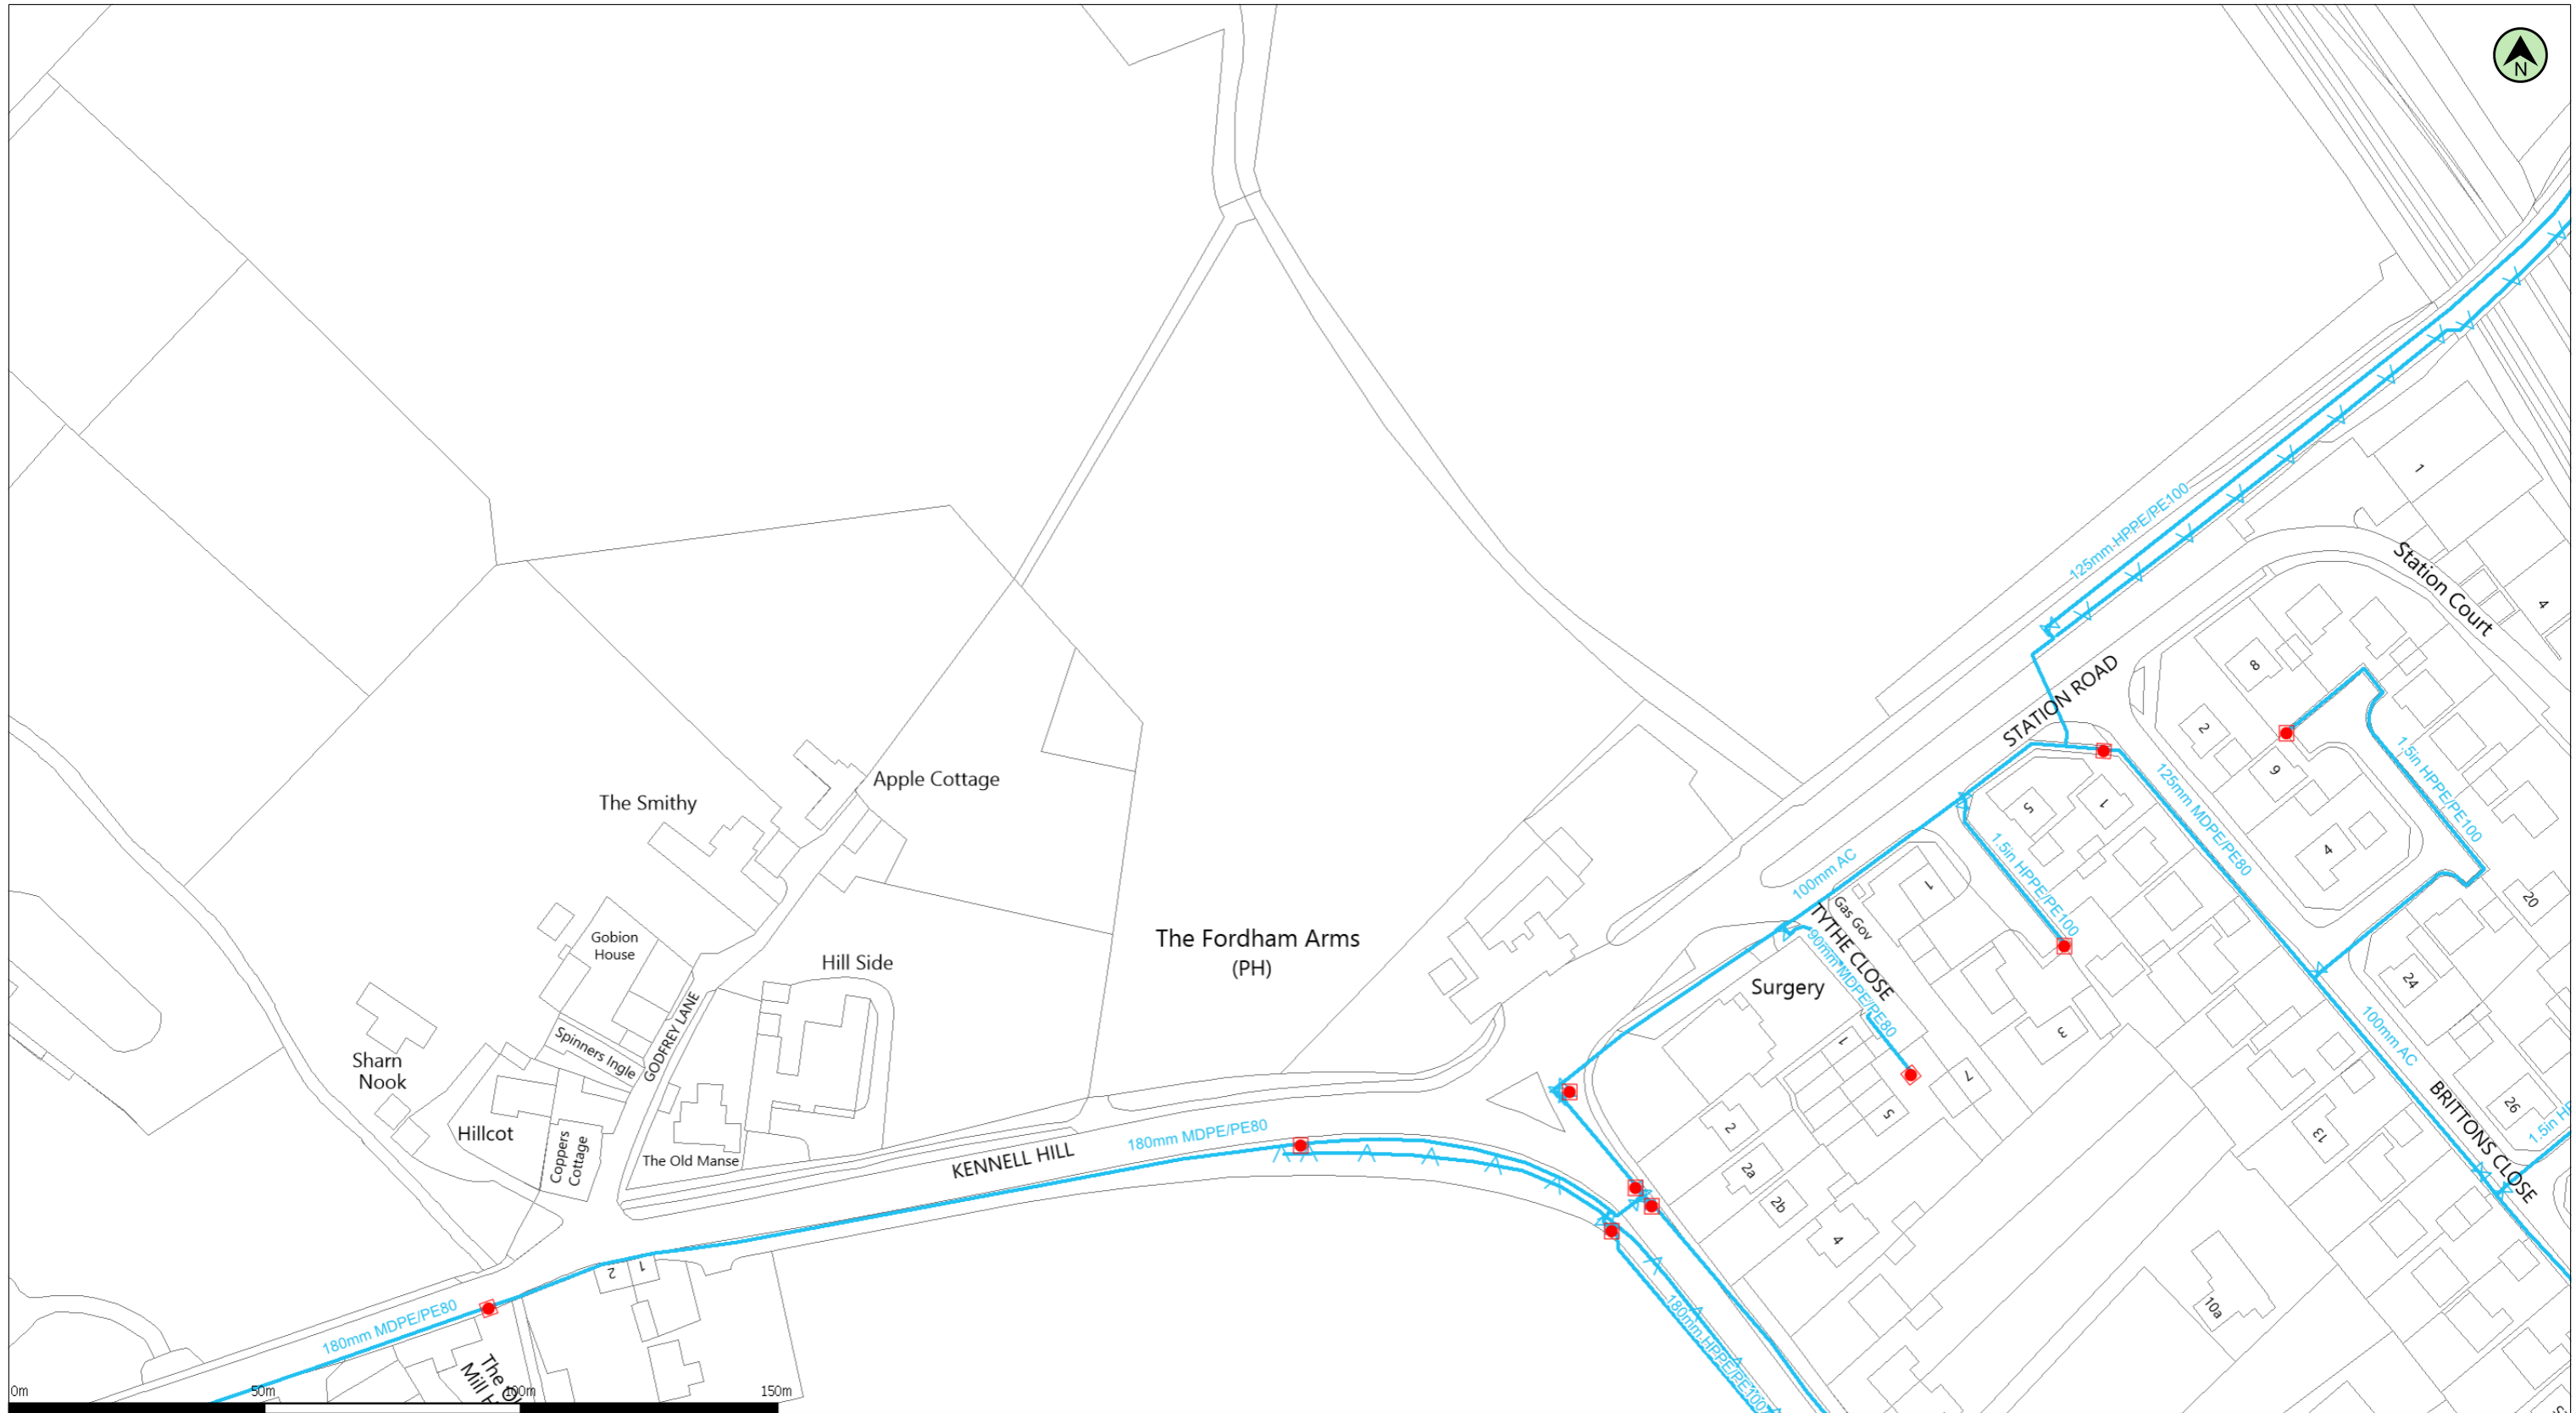 N
1
125mm-HPPE/PE100
Station Court
4
STATION ROAD
8
2
9
4
1.5in HPPE/PE100
125mm MDPE/PE80
5
1
1.5in HPPE/PE100
20
24
26
100mm AC
BRITTONS CLOSE
13
10a
100mm AC
Gas Gov
TYTHE CLOSE
90mm MDPE/PE80
1
3
7
Surgery
1
5
2
2a
2b
4
Apple Cottage
The Smithy
Gobion
House
Hill Side
The Fordham Arms
(PH)
GODFREY LANE
Spinners Ingle
Sharn
Nook
Hillcot
Coppers
Cottage
The Old Manse
KENNELL HILL
180mm MDPE/PE80
2
1
180mm MDPE/PE80
180mm-HPPE/PE100
0m
50m
100m
150m